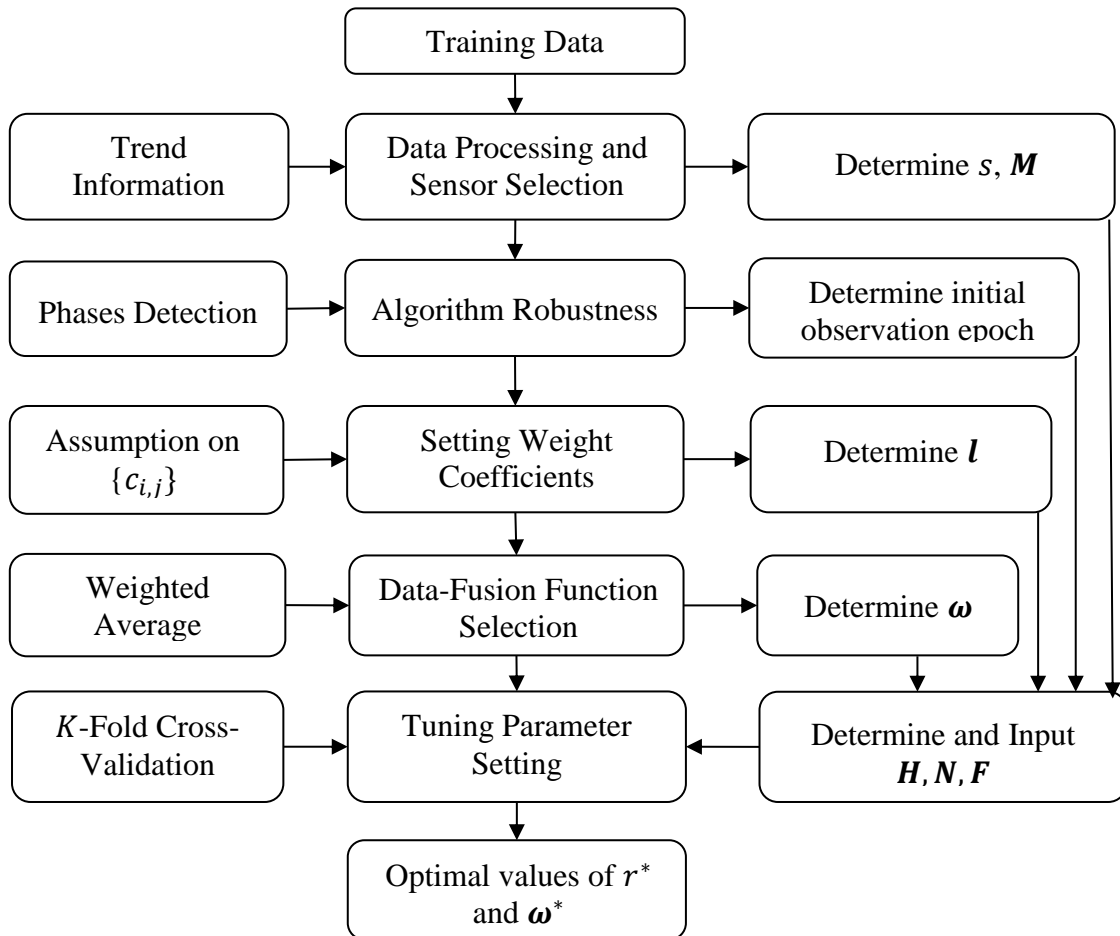 Training Data
Trend
Information
Data Processing and
Sensor Selection
Determine s, M
Phases Detection
Algorithm Robustness
Determine initial
observation epoch
Assumption on
{c_{i,j}}
Setting Weight
Coefficients
Determine l
Weighted
Average
Data-Fusion Function
Selection
Determine ω
K-Fold Cross-
Validation
Tuning Parameter
Setting
Determine and Input
H, N, F
Optimal values of r*
and ω*